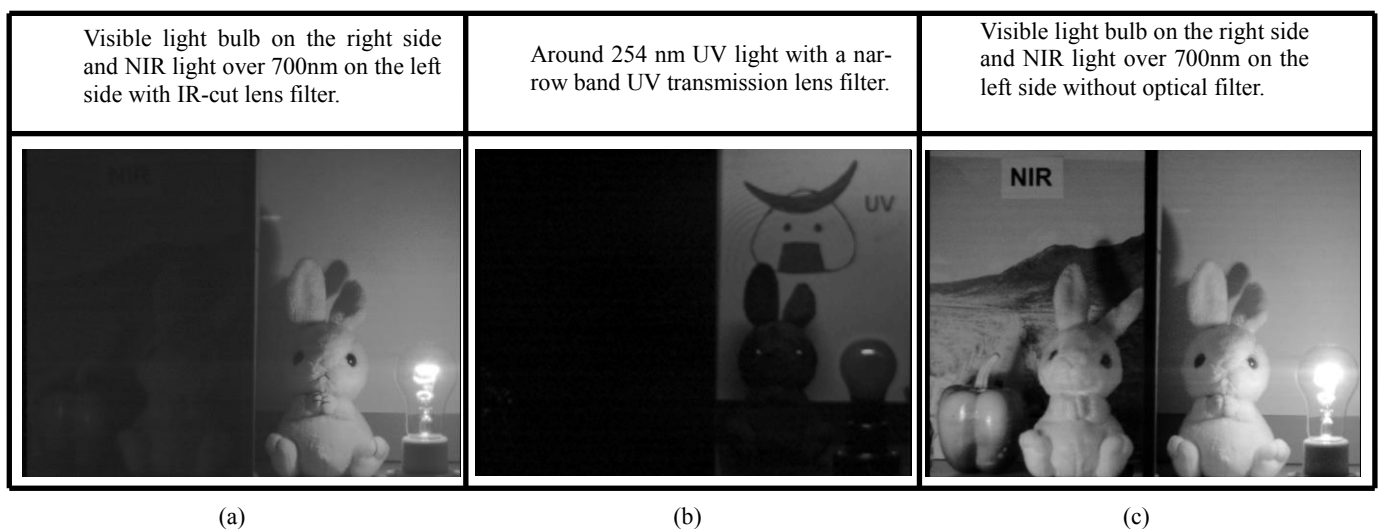 Visible light bulb on the right side
and NIR light over 700nm on the left
side with IR-cut lens filter.
Around 254 nm UV light with a nar-
row band UV transmission lens filter.
Visible light bulb on the right side
and NIR light over 700nm on the
left side without optical filter.
NIR
UV
NIR
(a)
(b)
(c)